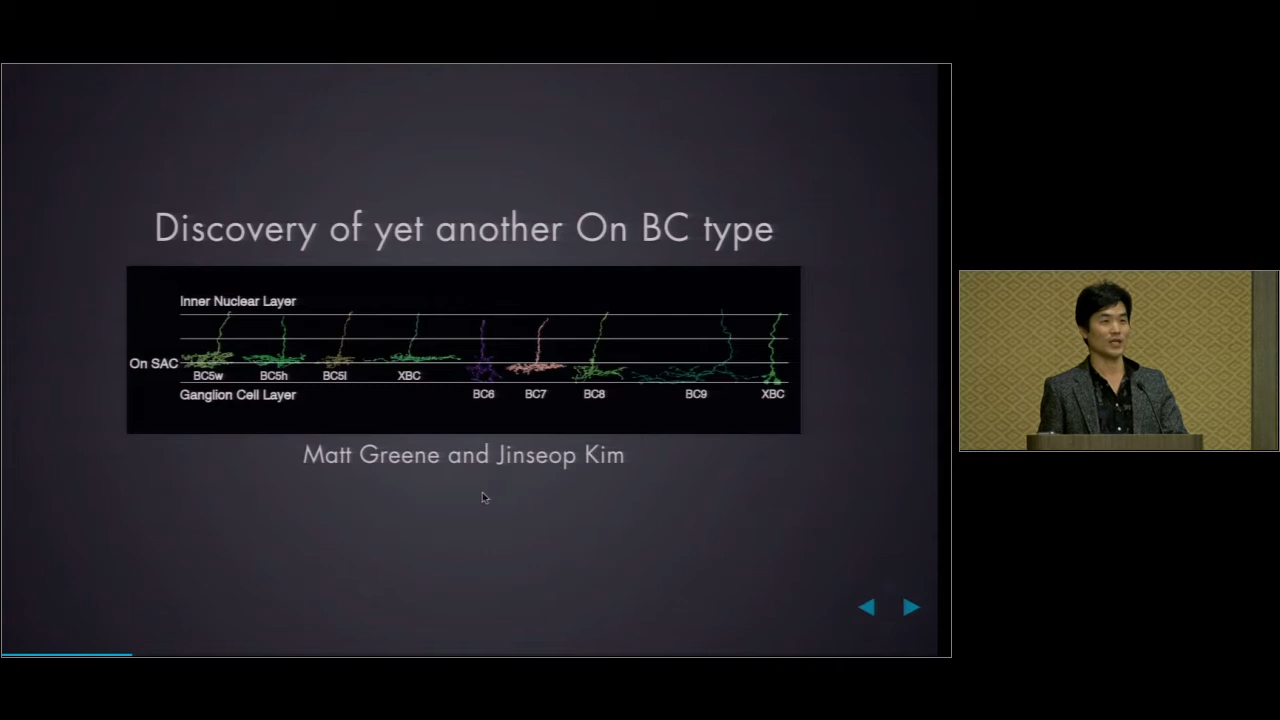 Discovery of yet another On BC type
Inner Nuclear Layer
On SAC
BC5w BC5h BC5i XBC
BC6 BC7 BC8 BC9 XBC
Ganglion Cell Layer
Matt Greene and Jinseop Kim